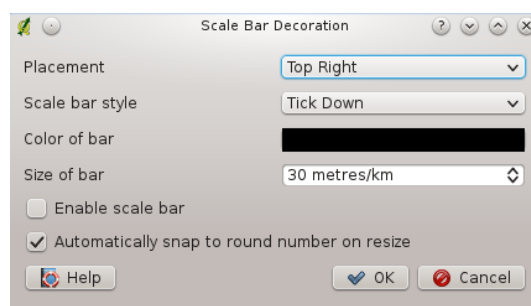 Scale Bar Decoration
Placement Top Right
Scale bar style Tick Down
Color of bar
Size of bar 30 metres/km
Enable scale bar
Automatically snap to round number on resize
Help OK Cancel